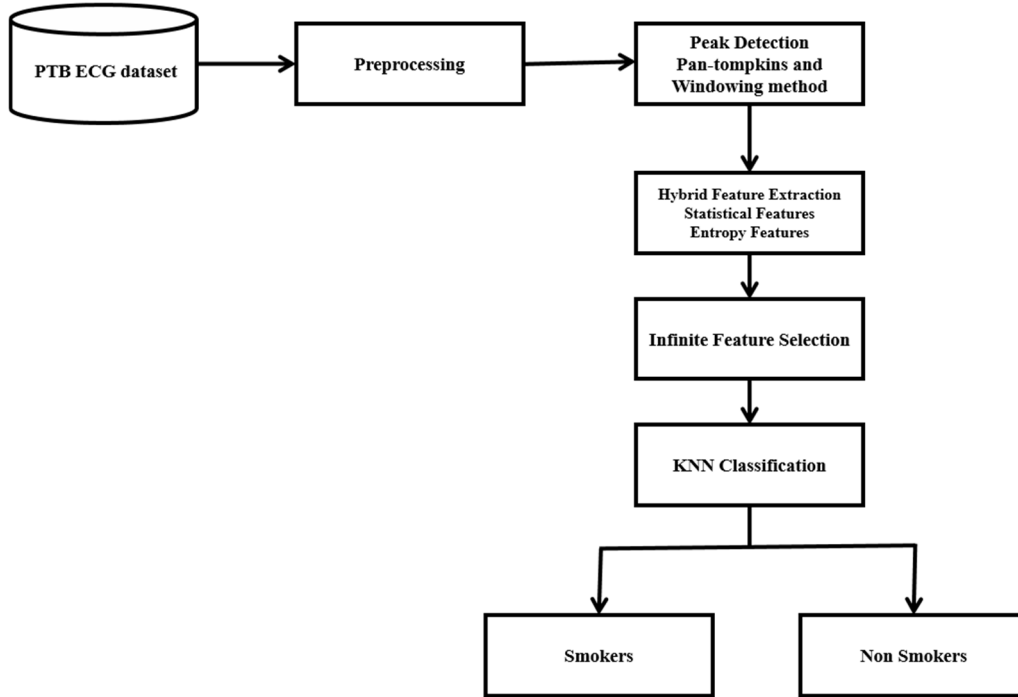 PTB ECG dataset
Preprocessing
Peak Detection
Pan-tompkins and
Windowing method
Hybrid Feature Extraction
Statistical Features
Entropy Features
Infinite Feature Selection
KNN Classification
Smokers
Non Smokers